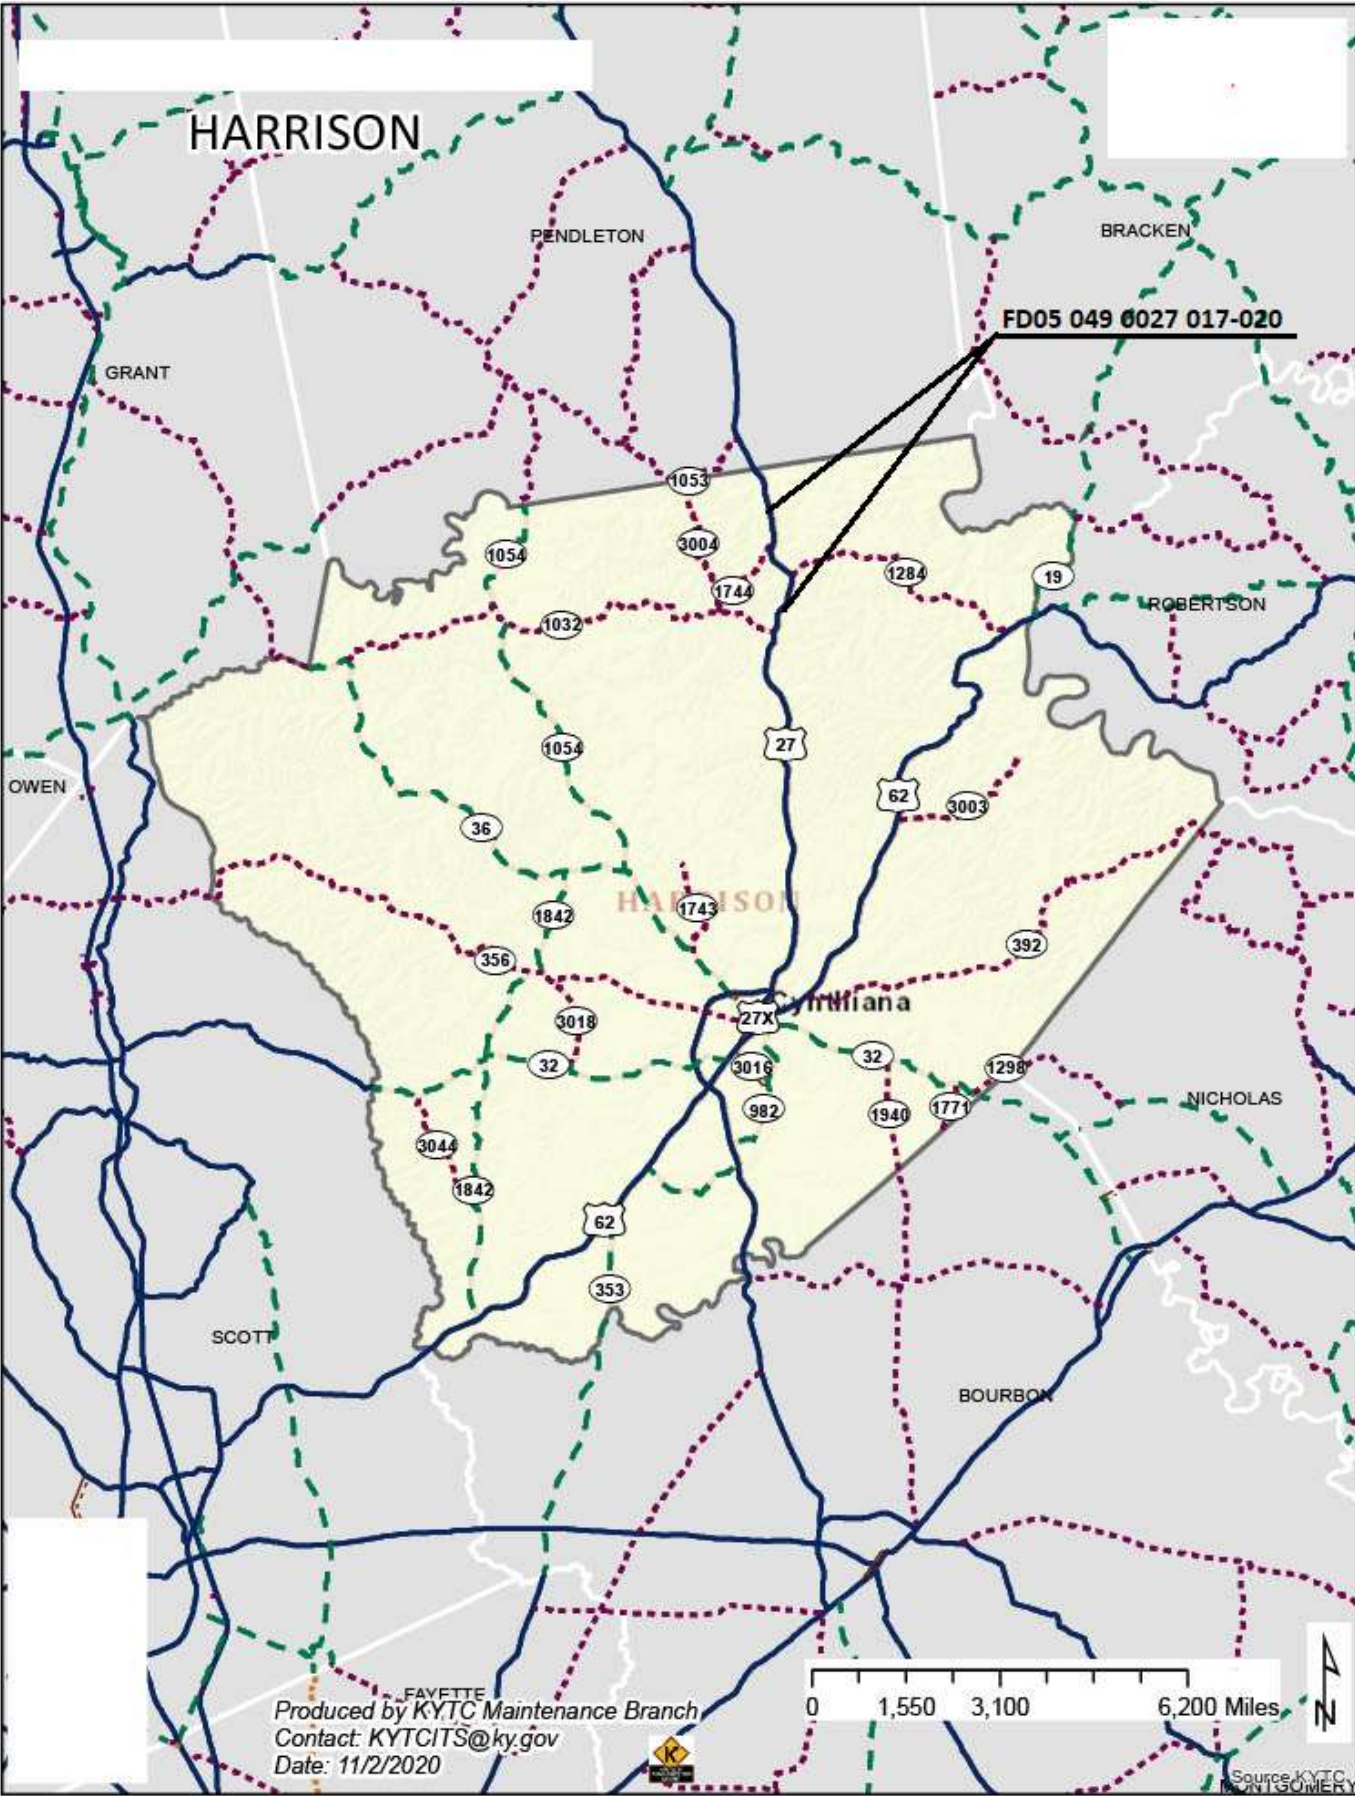 HARRISON
PENDLETON
BRACKEN
FD05 049 0027 017-020
GRANT
1053
3004
1054
1284
19
1744
ROBERTSON
1032
27
1054
OWEN
62
3003
36
HARRISON
1743
1842
392
356
Cynthiana
27X
3018
32
32
3016
1298
NICHOLAS
982
1940
1771
3044
1842
62
353
SCOTT
BOURBON
FAYETTE
Produced by KYTC Maintenance Branch
Contact: KYTCITS@ky.gov
Date: 11/2/2020
0 1,550 3,100 6,200 Miles
N
Source KYTC
MONTGOMERY